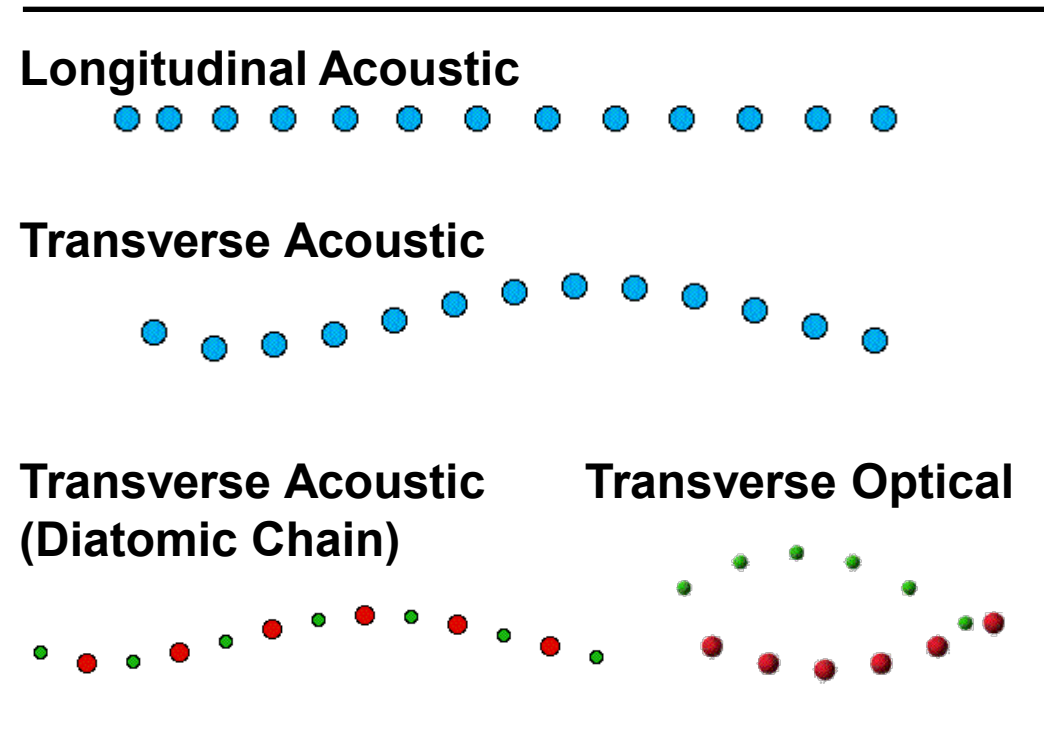 Longitudinal Acoustic
Transverse Acoustic
Transverse Acoustic
(Diatomic Chain)
Transverse Optical